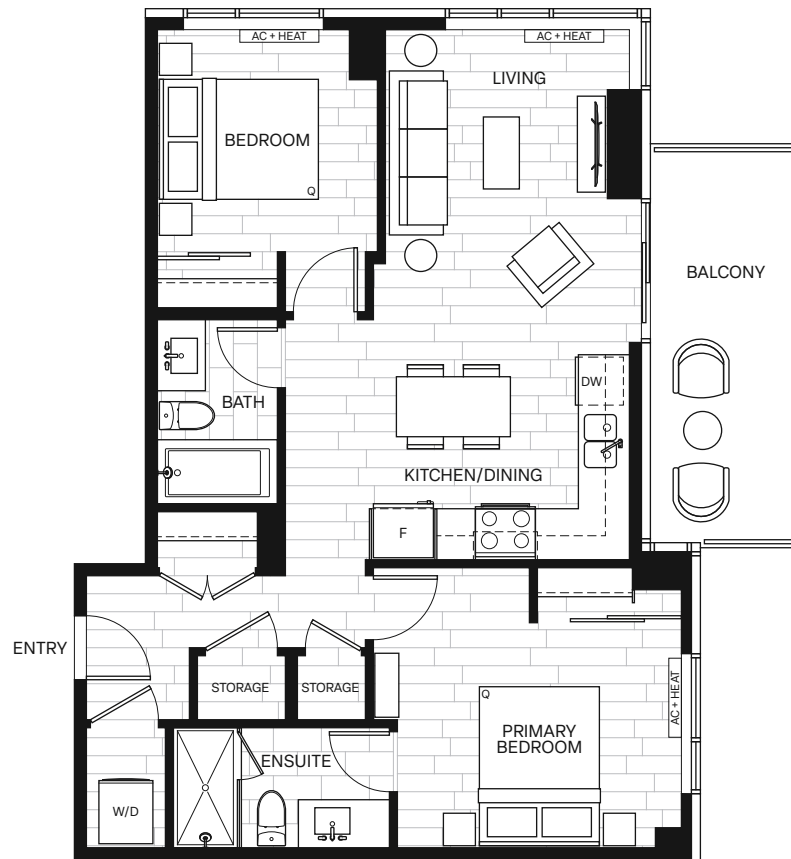 AC + HEAT
AC + HEAT
LIVING
BEDROOM
Q
BALCONY
DW
BATH
KITCHEN/DINING
F
ENTRY
STORAGE
STORAGE
Q
AC + HEAT
PRIMARY
BEDROOM
ENSUITE
W/D